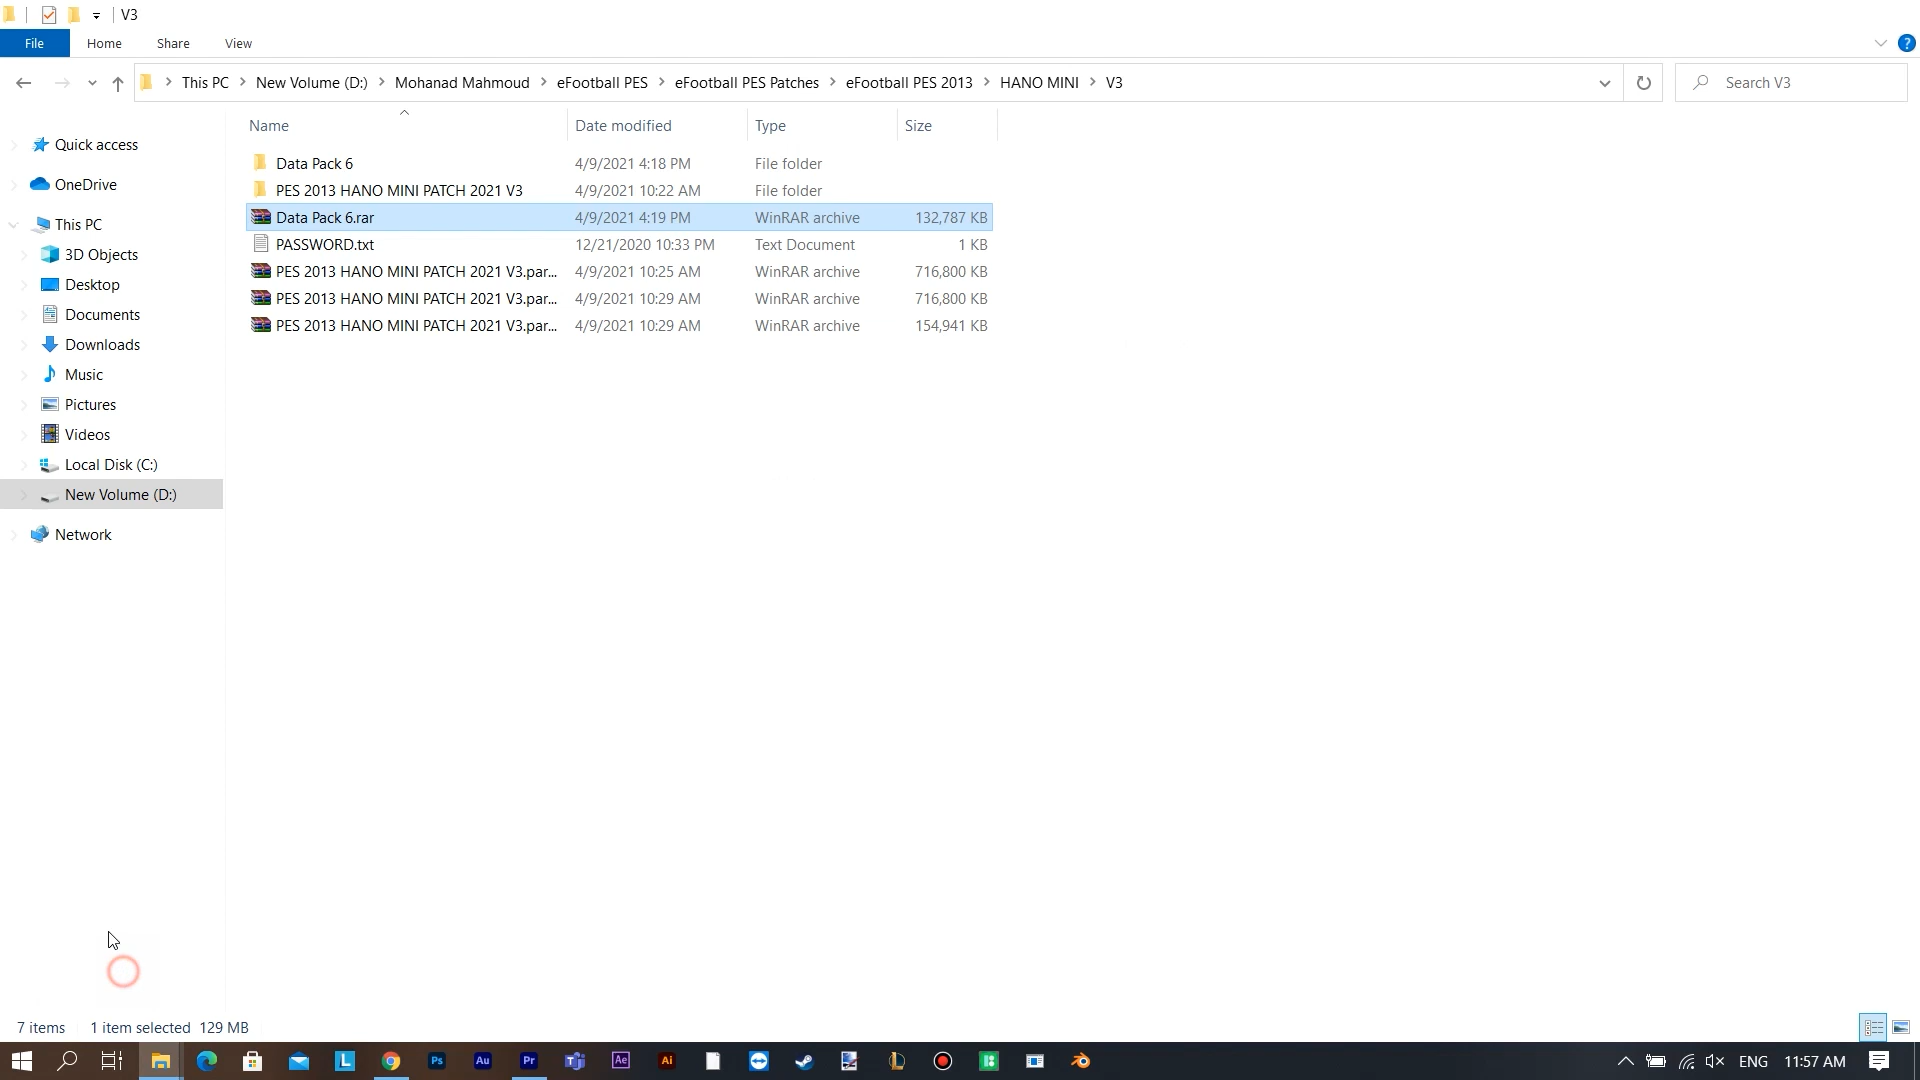 V3
File Home Share View
This PC New Volume (D:) Mohanad Mahmoud eFootball PES eFootball PES Patches eFootball PES 2013 HANO MINI V3
Search V3
Name Date modified Type Size
Quick access
OneDrive
This PC
3D Objects
Desktop
Documents
Downloads
Music
Pictures
Videos
Local Disk (C:)
New Volume (D:)
Network
Data Pack 6 4/9/2021 4:18 PM File folder
PES 2013 HANO MINI PATCH 2021 V3 4/9/2021 10:22 AM File folder
Data Pack 6.rar 4/9/2021 4:19 PM WinRAR archive 132,787 KB
PASSWORD.txt 12/21/2020 10:33 PM Text Document 1 KB
PES 2013 HANO MINI PATCH 2021 V3.par... 4/9/2021 10:25 AM WinRAR archive 716,800 KB
PES 2013 HANO MINI PATCH 2021 V3.par... 4/9/2021 10:29 AM WinRAR archive 716,800 KB
PES 2013 HANO MINI PATCH 2021 V3.par... 4/9/2021 10:29 AM WinRAR archive 154,941 KB
7 items 1 item selected 129 MB
L Ps Au Pr Ae Ai
ENG 11:57 AM